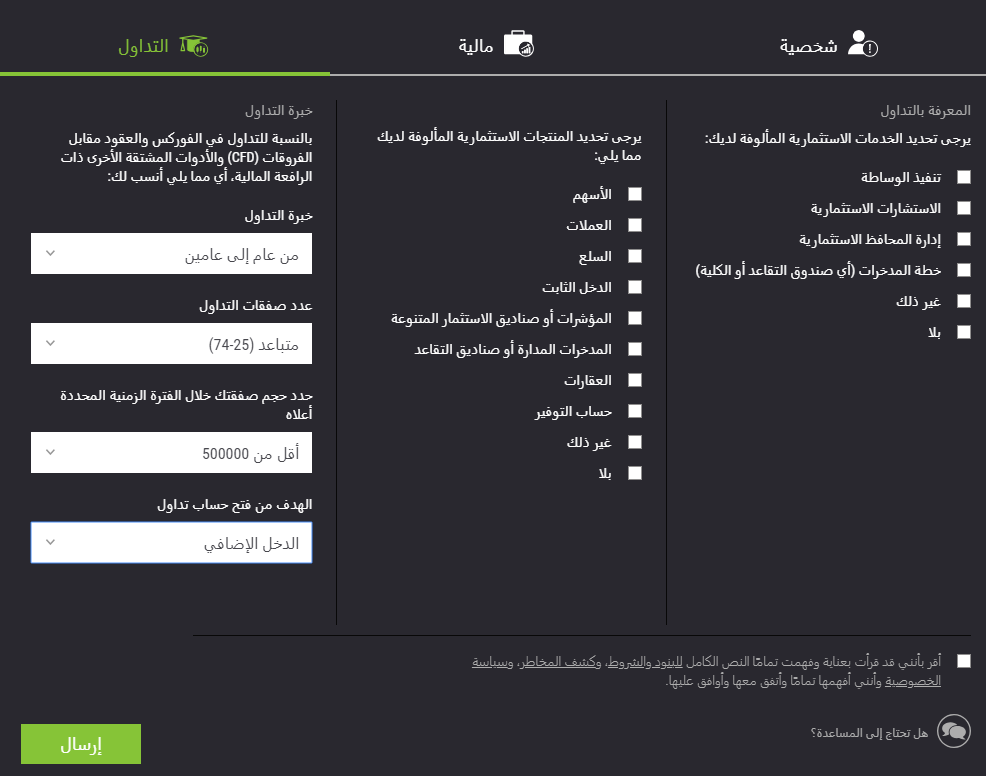 شخصية
مالية
التداول
المعرفة بالتداول
يرجى تحديد الخدمات الاستثمارية المألوفة لديك:
تنفيذ الوساطة
الاستشارات الاستثمارية
إدارة المحافظ الاستثمارية
خطة المدخرات (أي صندوق التقاعد أو الكلية)
غير ذلك
بلا
يرجى تحديد المنتجات الاستثمارية المألوفة لديك
مما يلي:
الأسهم
العملات
السلع
الدخل الثابت
المؤشرات أو صناديق الاستثمار المتنوعة
المدخرات المدارة أو صناديق التقاعد
العقارات
حساب التوفير
غير ذلك
بلا
خبرة التداول
بالنسبة للتداول في الفوركس والعقود مقابل
الفروقات (CFD) والأدوات المشتقة الأخرى ذات
الرافعة المالية، أي مما يلي أنسب لك:
خبرة التداول
من عام إلى عامين
عدد صفقات التداول
متباعد (25-74)
حدد حجم صفقتك خلال الفترة الزمنية المحددة
أعلاه
أقل من 500000
الهدف من فتح حساب تداول
الدخل الإضافي
أقر بأنني قد قرأت بعناية وفهمت تمامًا النص الكامل للبنود والشروط، وكشف المخاطر، وسياسة
الخصوصية وأنني أفهمها تمامًا وأتفق معها وأوافق عليها.
هل تحتاج إلى المساعدة؟
إرسال